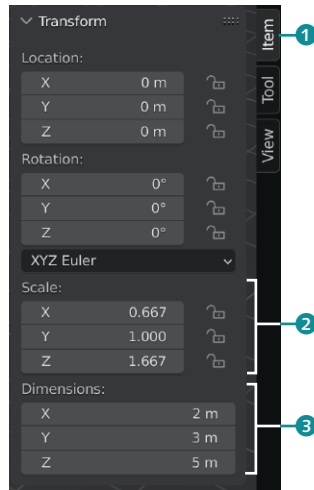 Transform
Item
1
Location:
X 0 m
Y 0 m
Z 0 m
Tool
View
Rotation:
X 0°
Y 0°
Z 0°
XYZ Euler
Scale:
X 0.667
Y 1.000
Z 1.667
2
Dimensions:
X 2 m
Y 3 m
Z 5 m
3